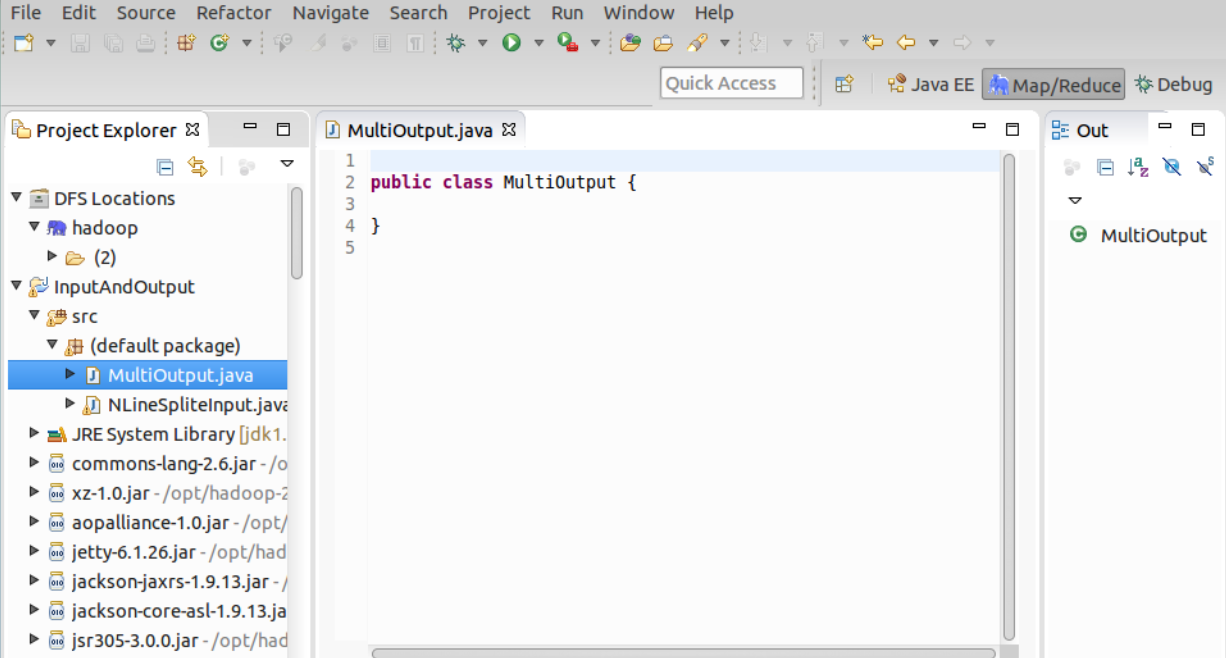 File Edit Source Refactor Navigate Search Project Run Window Help
Quick Access
Java EE
Map/Reduce
Debug
Project Explorer
DFS Locations
hadoop
(2)
InputAndOutput
src
(default package)
MultiOutput.java
NLineSpliteInput.java
JRE System Library [jdk1.
commons-lang-2.6.jar - /o
xz-1.0.jar - /opt/hadoop-2
aopalliance-1.0.jar - /opt/
jetty-6.1.26.jar - /opt/had
jackson-jaxrs-1.9.13.jar - /
jackson-core-asl-1.9.13.ja
jsr305-3.0.0.jar - /opt/had
MultiOutput.java
1
2 public class MultiOutput {
3
4 }
5
Out
MultiOutput